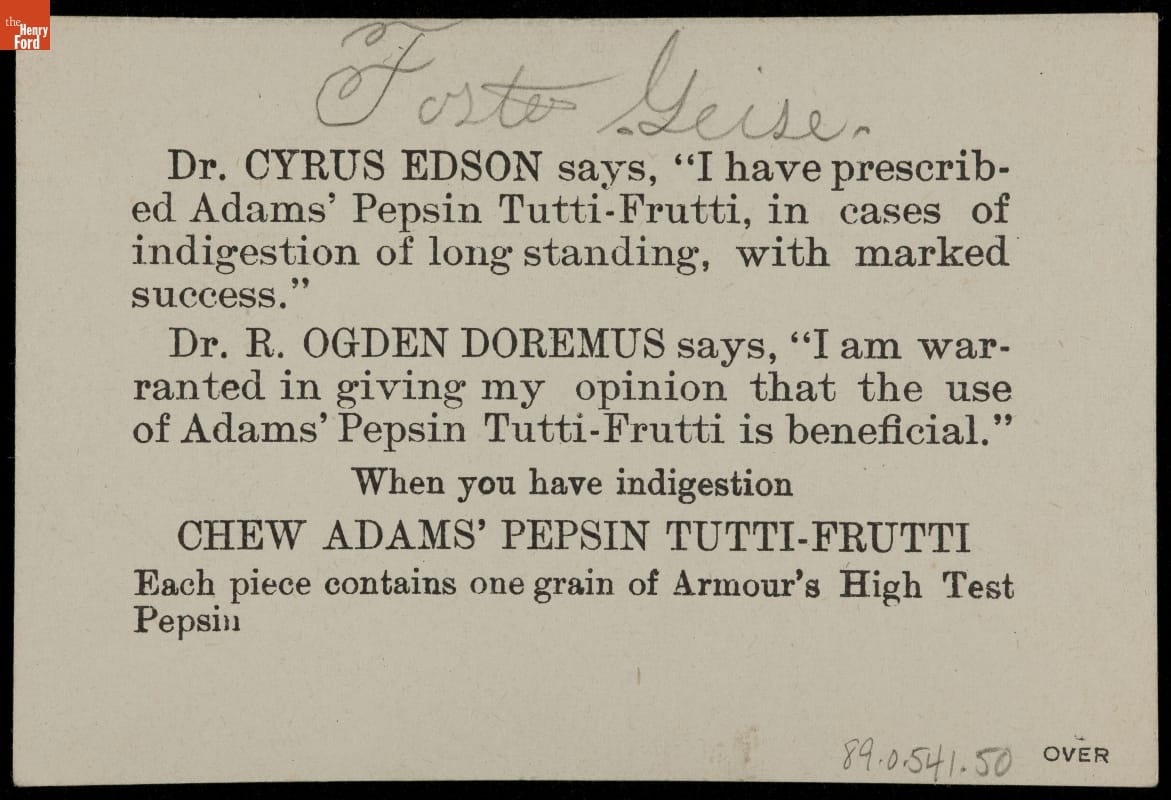 the
Henry
Ford
Foster Geise.
Dr. CYRUS EDSON says, “I have prescrib-
ed Adams’ Pepsin Tutti-Frutti, in cases of
indigestion of long standing, with marked
success.”
Dr. R. OGDEN DOREMUS says, “I am war-
ranted in giving my opinion that the use
of Adams’ Pepsin Tutti-Frutti is beneficial.”
When you have indigestion
CHEW ADAMS’ PEPSIN TUTTI-FRUTTI
Each piece contains one grain of Armour’s High Test
Pepsin
89.0.541.50 OVER